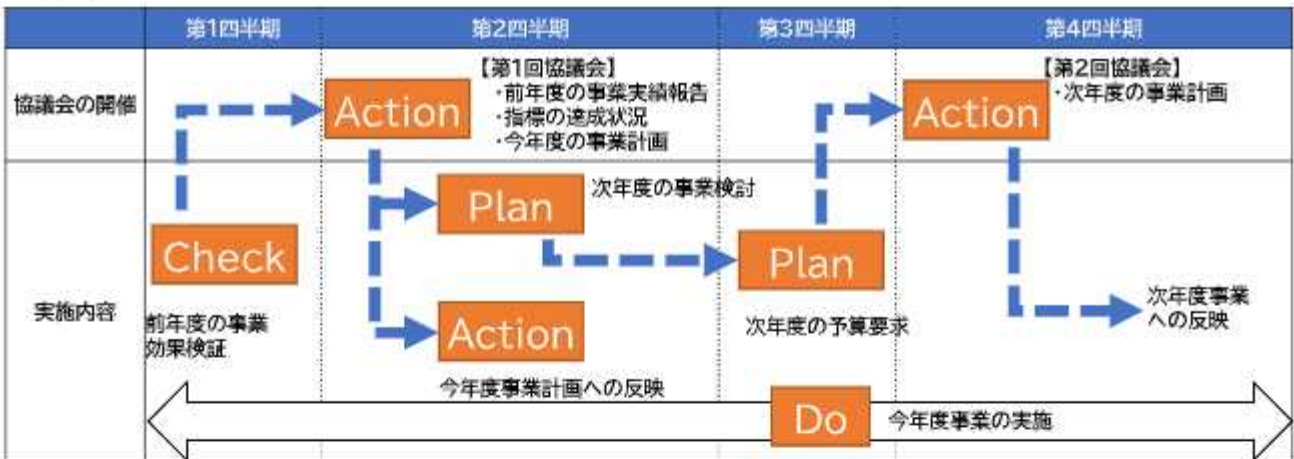 第1四半期
第2四半期
第3四半期
第4四半期
協議会の開催
Action
【第1回協議会】
・前年度の事業実績報告
・指標の達成状況
・今年度の事業計画
Action
【第2回協議会】
・次年度の事業計画
実施内容
Check
前年度の事業
効果検証
Plan
次年度の事業検討
Action
今年度事業計画への反映
Plan
次年度の予算要求
次年度事業
への反映
Do
今年度事業の実施